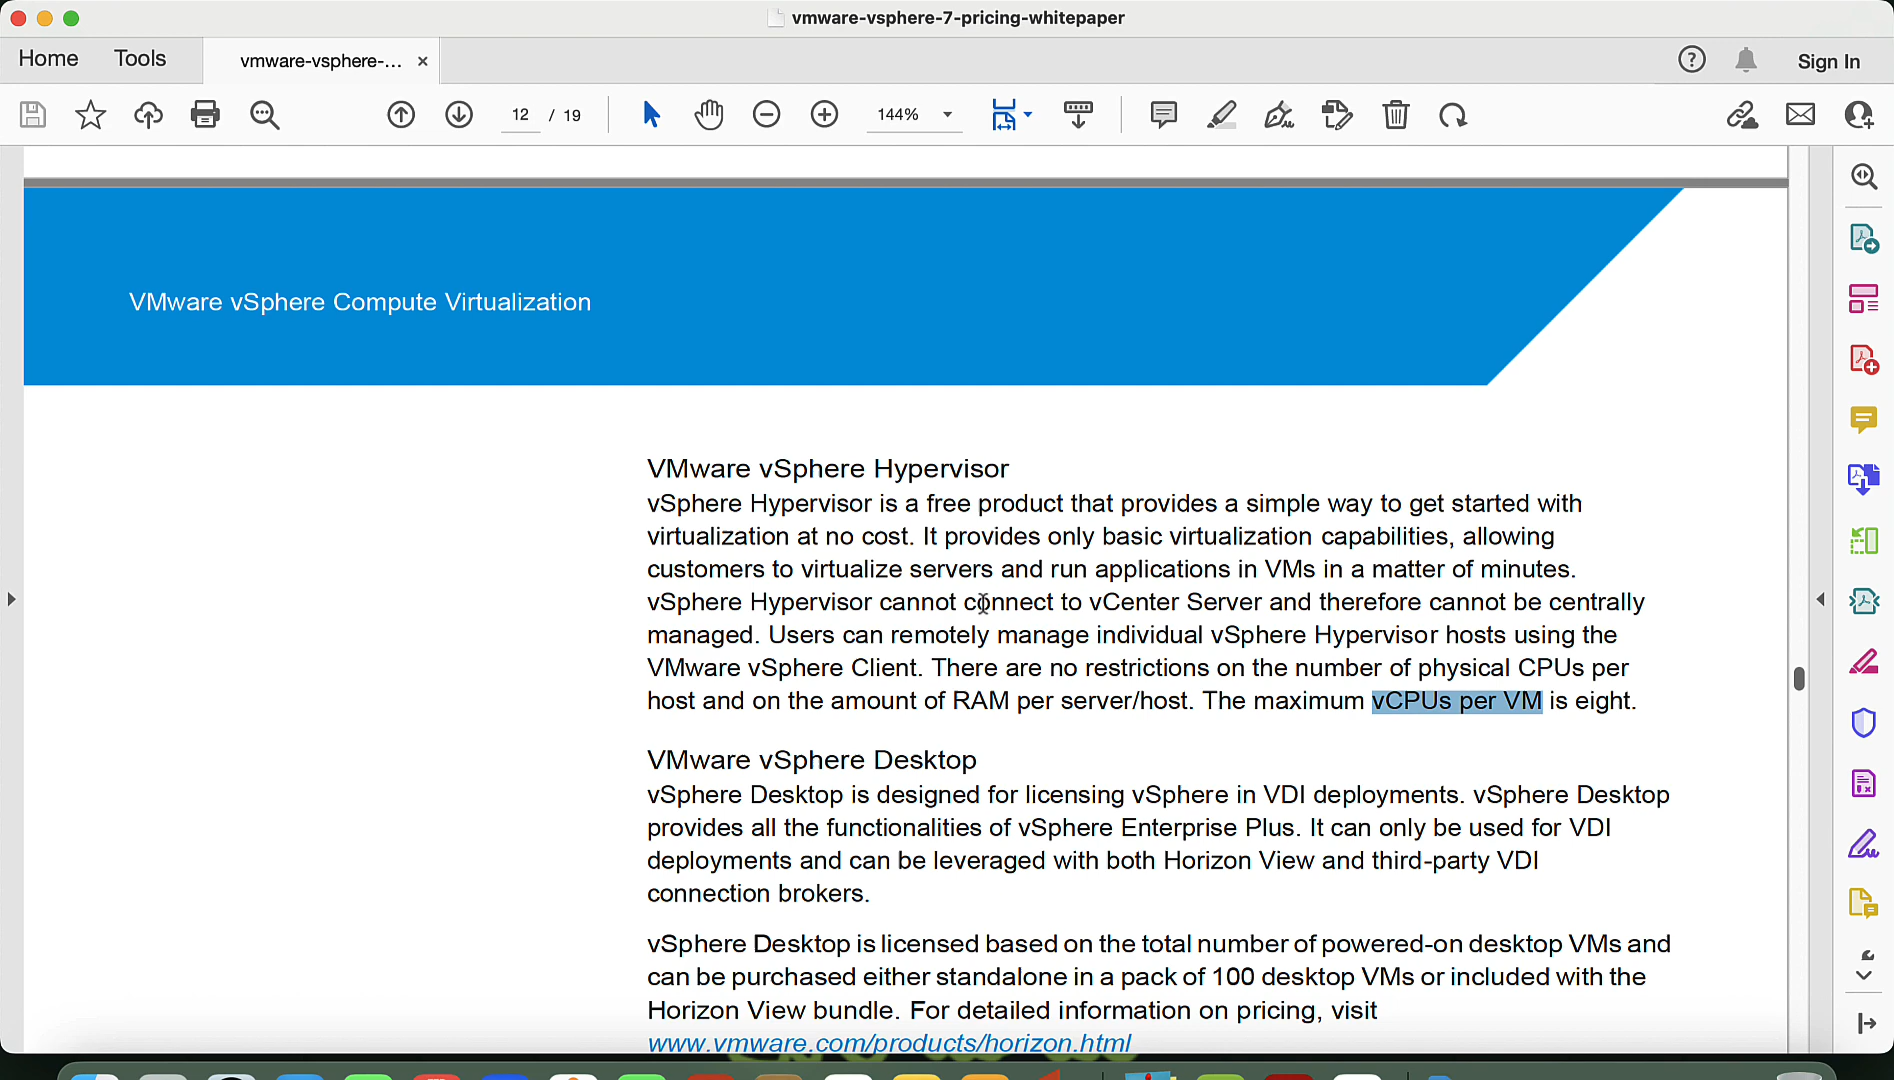 vmware-vsphere-7-pricing-whitepaper
Home Tools vmware-vsphere-... × ? Sign In
12 / 19 144%
VMware vSphere Compute Virtualization
VMware vSphere Hypervisor
vSphere Hypervisor is a free product that provides a simple way to get started with
virtualization at no cost. It provides only basic virtualization capabilities, allowing
customers to virtualize servers and run applications in VMs in a matter of minutes.
vSphere Hypervisor cannot connect to vCenter Server and therefore cannot be centrally
managed. Users can remotely manage individual vSphere Hypervisor hosts using the
VMware vSphere Client. There are no restrictions on the number of physical CPUs per
host and on the amount of RAM per server/host. The maximum vCPUs per VM is eight.
VMware vSphere Desktop
vSphere Desktop is designed for licensing vSphere in VDI deployments. vSphere Desktop
provides all the functionalities of vSphere Enterprise Plus. It can only be used for VDI
deployments and can be leveraged with both Horizon View and third-party VDI
connection brokers.
vSphere Desktop is licensed based on the total number of powered-on desktop VMs and
can be purchased either standalone in a pack of 100 desktop VMs or included with the
Horizon View bundle. For detailed information on pricing, visit
www.vmware.com/products/horizon.html